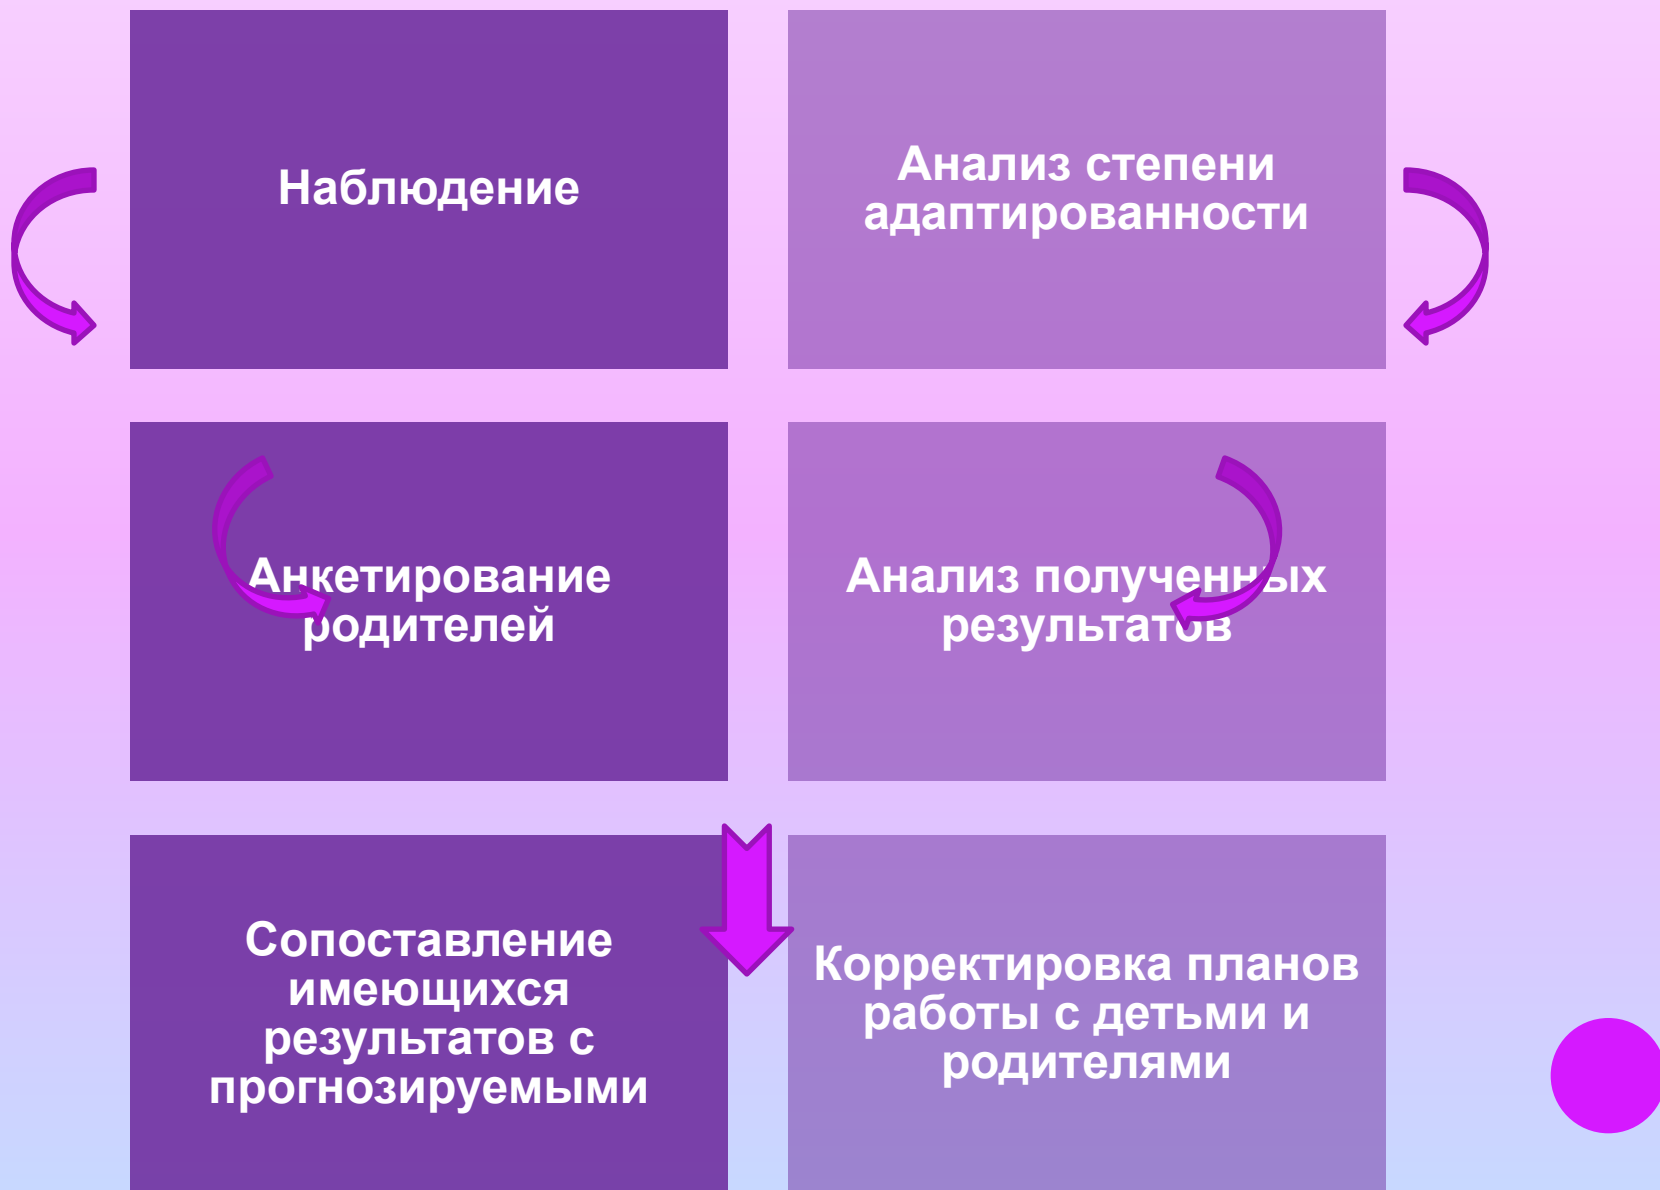 Наблюдение
Анализ степени
адаптированности
Анкетирование
родителей
Анализ полученных
результатов
Сопоставление
имеющихся
результатов с
прогнозируемыми
Корректировка планов
работы с детьми и
родителями